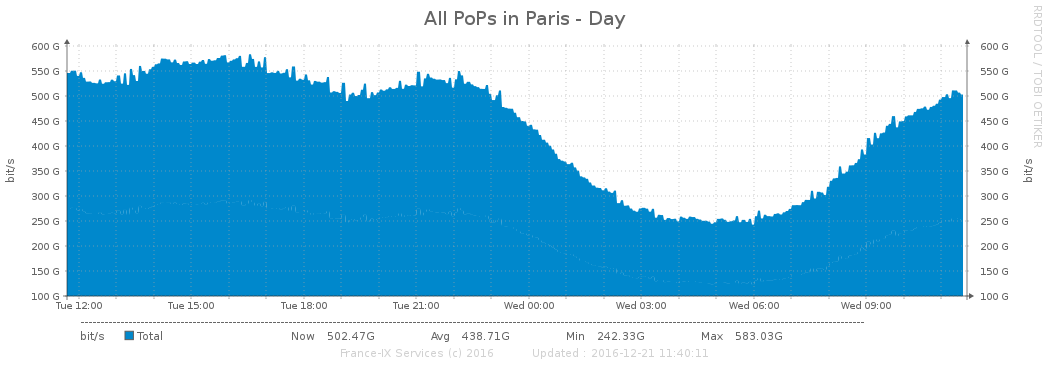 All PoPs in Paris - Day
RRDTOOL / TOBI OETIKER
bit/s
600 G 600 G
550 G 550 G
500 G 500 G
450 G 450 G
400 G 400 G
350 G 350 G
300 G 300 G
250 G 250 G
200 G 200 G
150 G 150 G
100 G 100 G
bit/s
Tue 12:00 Tue 15:00 Tue 18:00 Tue 21:00 Wed 00:00 Wed 03:00 Wed 06:00 Wed 09:00
bit/s Total Now 502.47G Avg 438.71G Min 242.33G Max 583.03G
France-IX Services (c) 2016 Updated : 2016-12-21 11:40:11